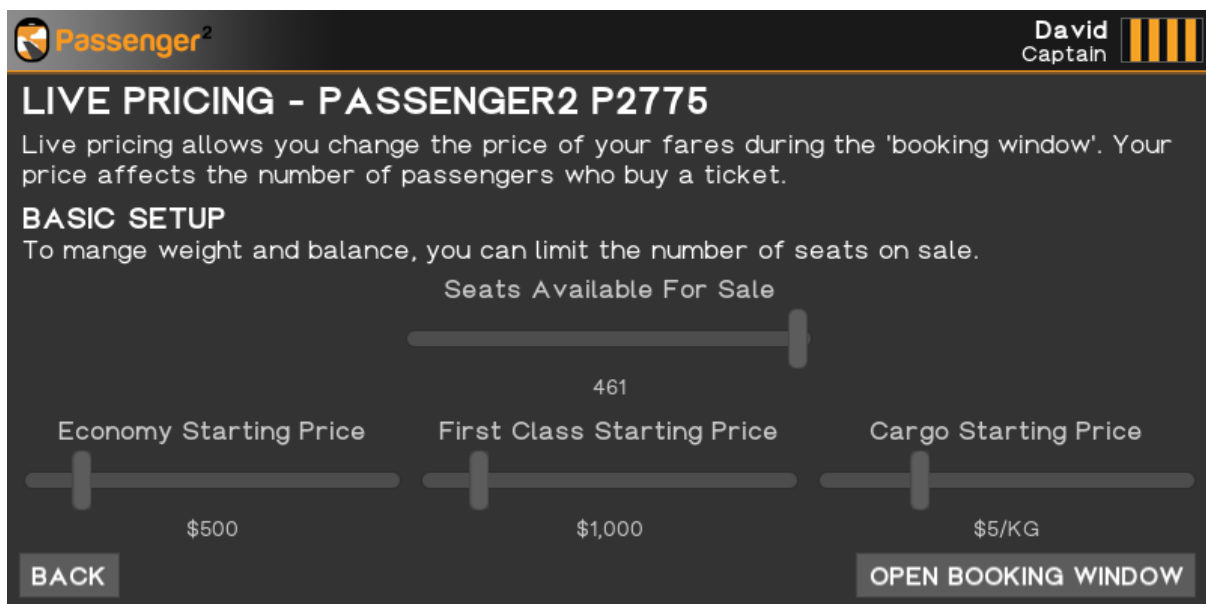 Passenger²
David
Captain
LIVE PRICING - PASSENGER2 P2775
Live pricing allows you change the price of your fares during the 'booking window'. Your
price affects the number of passengers who buy a ticket.
BASIC SETUP
To mange weight and balance, you can limit the number of seats on sale.
Seats Available For Sale
461
Economy Starting Price
First Class Starting Price
Cargo Starting Price
$500
$1,000
$5/KG
BACK
OPEN BOOKING WINDOW